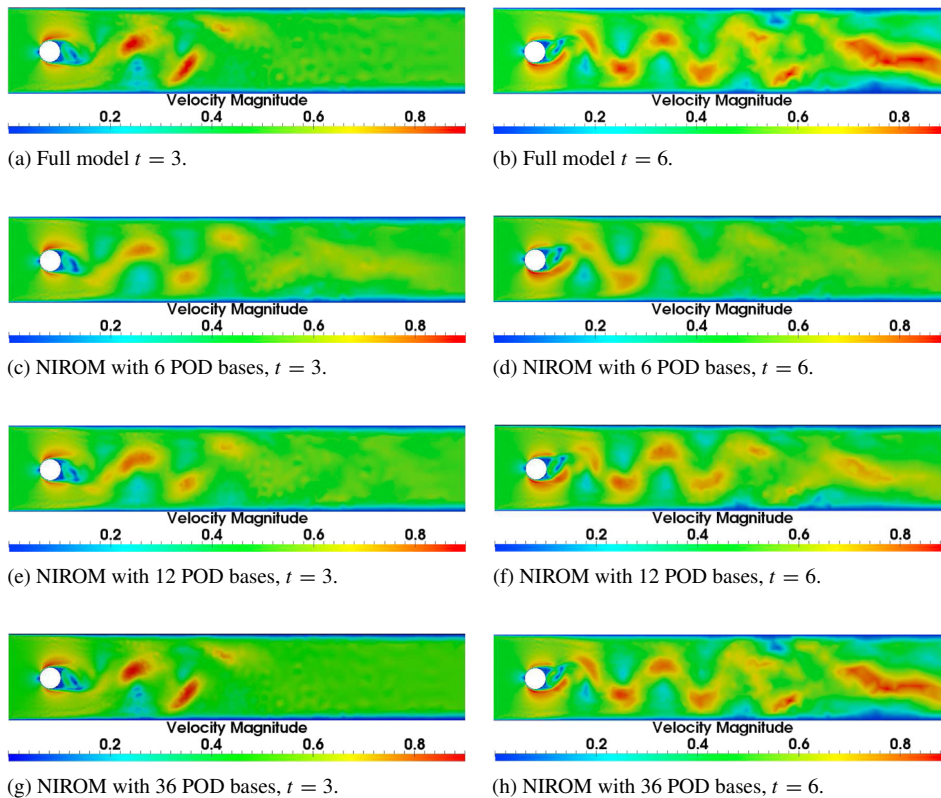 Velocity Magnitude
0.2 0.4 0.6 0.8
(a) Full model t = 3.
Velocity Magnitude
0.2 0.4 0.6 0.8
(b) Full model t = 6.
Velocity Magnitude
0.2 0.4 0.6 0.8
(c) NIROM with 6 POD bases, t = 3.
Velocity Magnitude
0.2 0.4 0.6 0.8
(d) NIROM with 6 POD bases, t = 6.
Velocity Magnitude
0.2 0.4 0.6 0.8
(e) NIROM with 12 POD bases, t = 3.
Velocity Magnitude
0.2 0.4 0.6 0.8
(f) NIROM with 12 POD bases, t = 6.
Velocity Magnitude
0.2 0.4 0.6 0.8
(g) NIROM with 36 POD bases, t = 3.
Velocity Magnitude
0.2 0.4 0.6 0.8
(h) NIROM with 36 POD bases, t = 6.